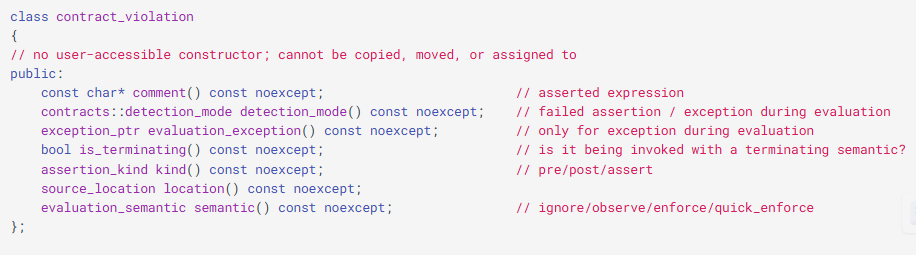 class contract_violation
{
// no user-accessible constructor; cannot be copied, moved, or assigned to
public:
    const char* comment() const noexcept;                           // asserted expression
    contracts::detection_mode detection_mode() const noexcept;      // failed assertion / exception during evaluation
    exception_ptr evaluation_exception() const noexcept;            // only for exception during evaluation
    bool is_terminating() const noexcept;                           // is it being invoked with a terminating semantic?
    assertion_kind kind() const noexcept;                           // pre/post/assert
    source_location location() const noexcept;
    evaluation_semantic semantic() const noexcept;                  // ignore/observe/enforce/quick_enforce
};